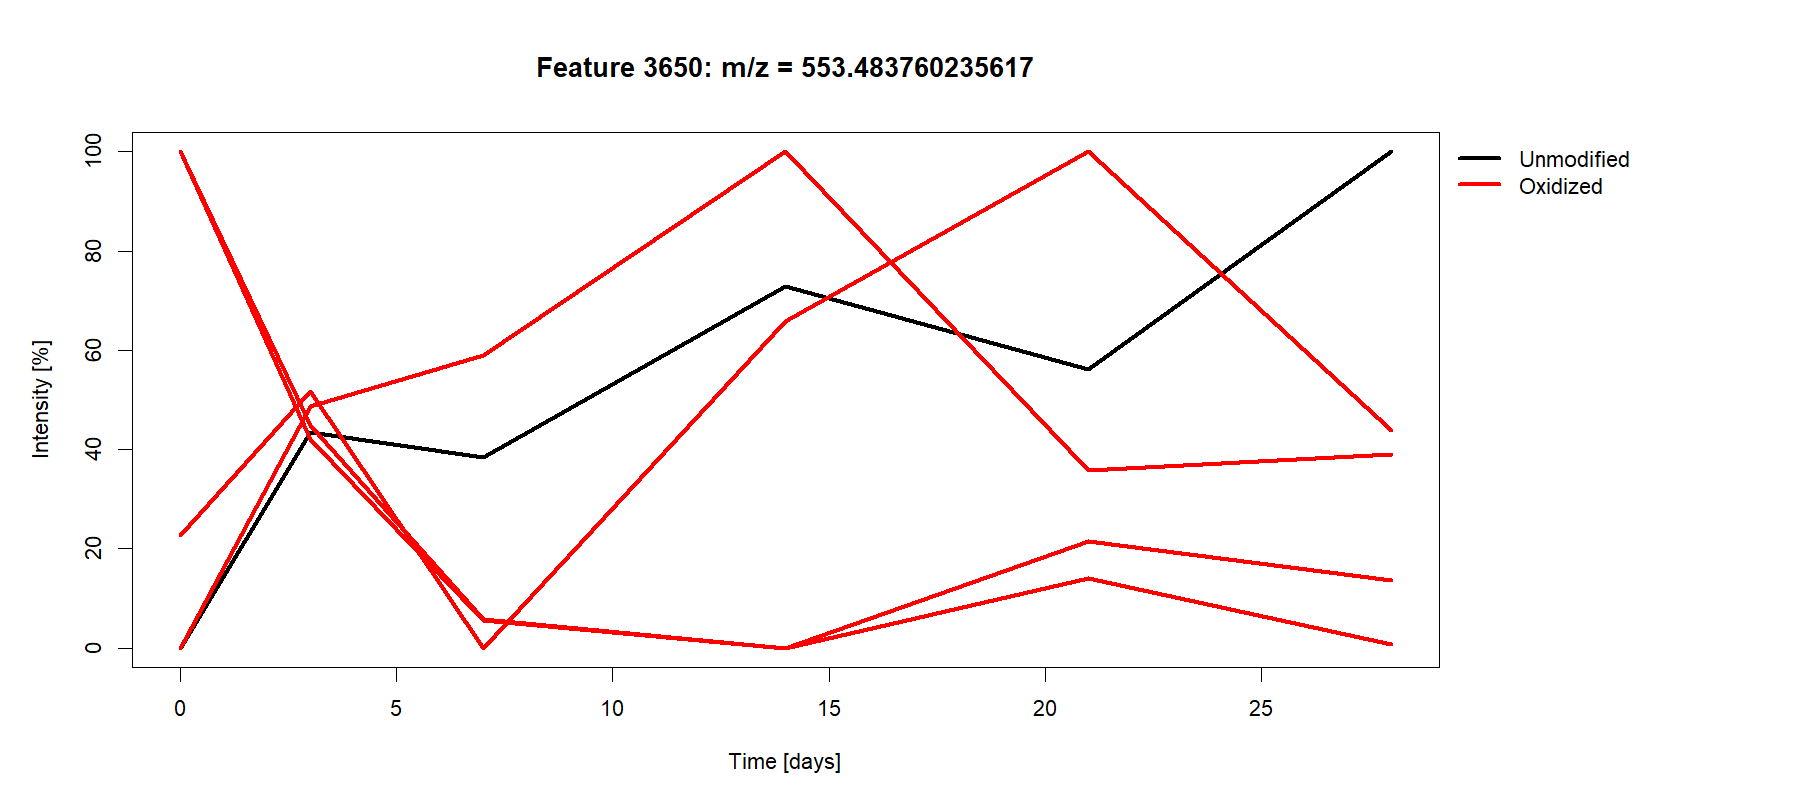 Feature 3650: m/z = 553.483760235617
Unmodified
Oxidized
Intensity [%]
100
80
60
40
20
0
0 5 10 15 20 25
Time [days]